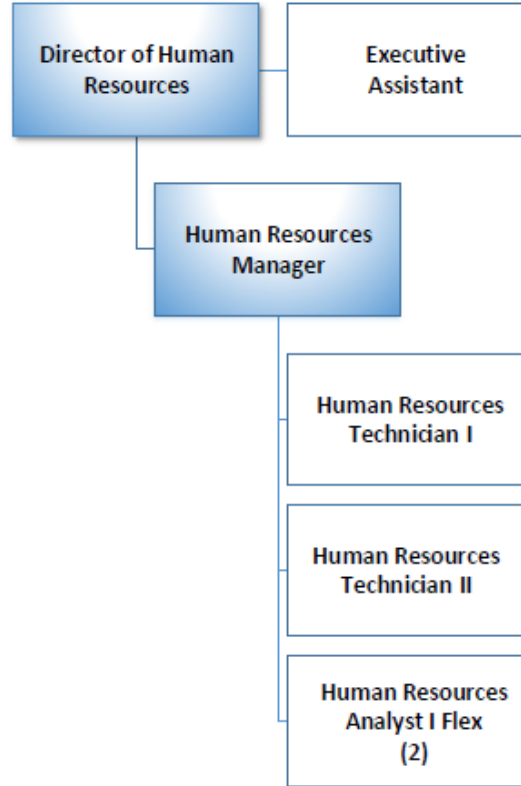 Director of Human
Resources
Executive
Assistant
Human Resources
Manager
Human Resources
Technician I
Human Resources
Technician II
Human Resources
Analyst I Flex
(2)